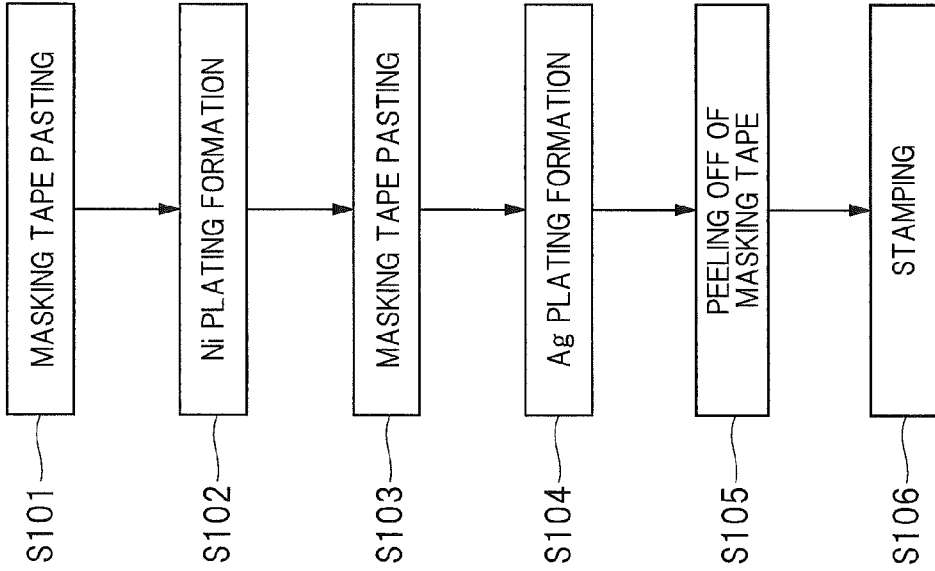 S101
MASKING TAPE PASTING
S102
Ni PLATING FORMATION
S103
MASKING TAPE PASTING
S104
Ag PLATING FORMATION
S105
PEELING OFF OF
MASKING TAPE
S106
STAMPING